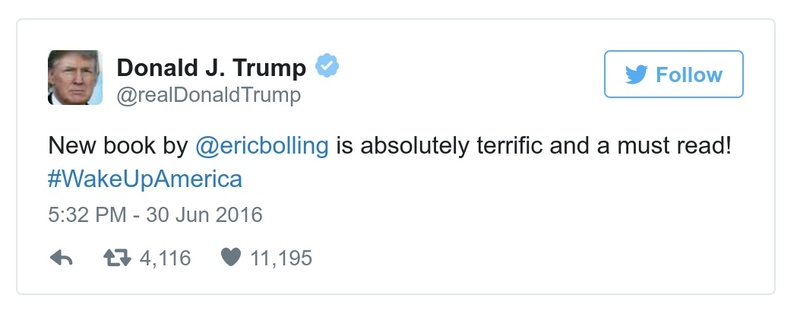 Donald J. Trump
@realDonaldTrump
Follow
New book by @ericbolling is absolutely terrific and a must read!
#WakeUpAmerica
5:32 PM - 30 Jun 2016
4,116 11,195